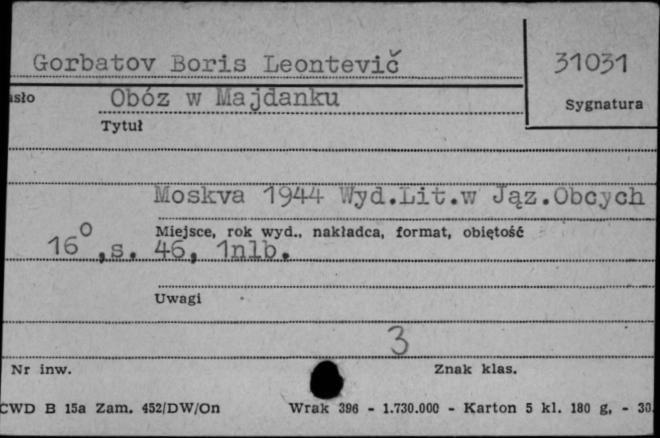 Gorbatov Boris Leontevič
31031
asło
Obóz w Majdanku
Sygnatura
Tytuł
Moskva 1944 Wyd.Lit.w Jąz.Obcych
Miejsce, rok wyd., nakładca, format, objętość
16⁰,s. 46, 1nlb.
Uwagi
3
Nr inw.
Znak klas.
CWD B 15a Zam. 452/DW/On
Wrak 396 - 1.730.000 - Karton 5 kl. 180 g, - 30.